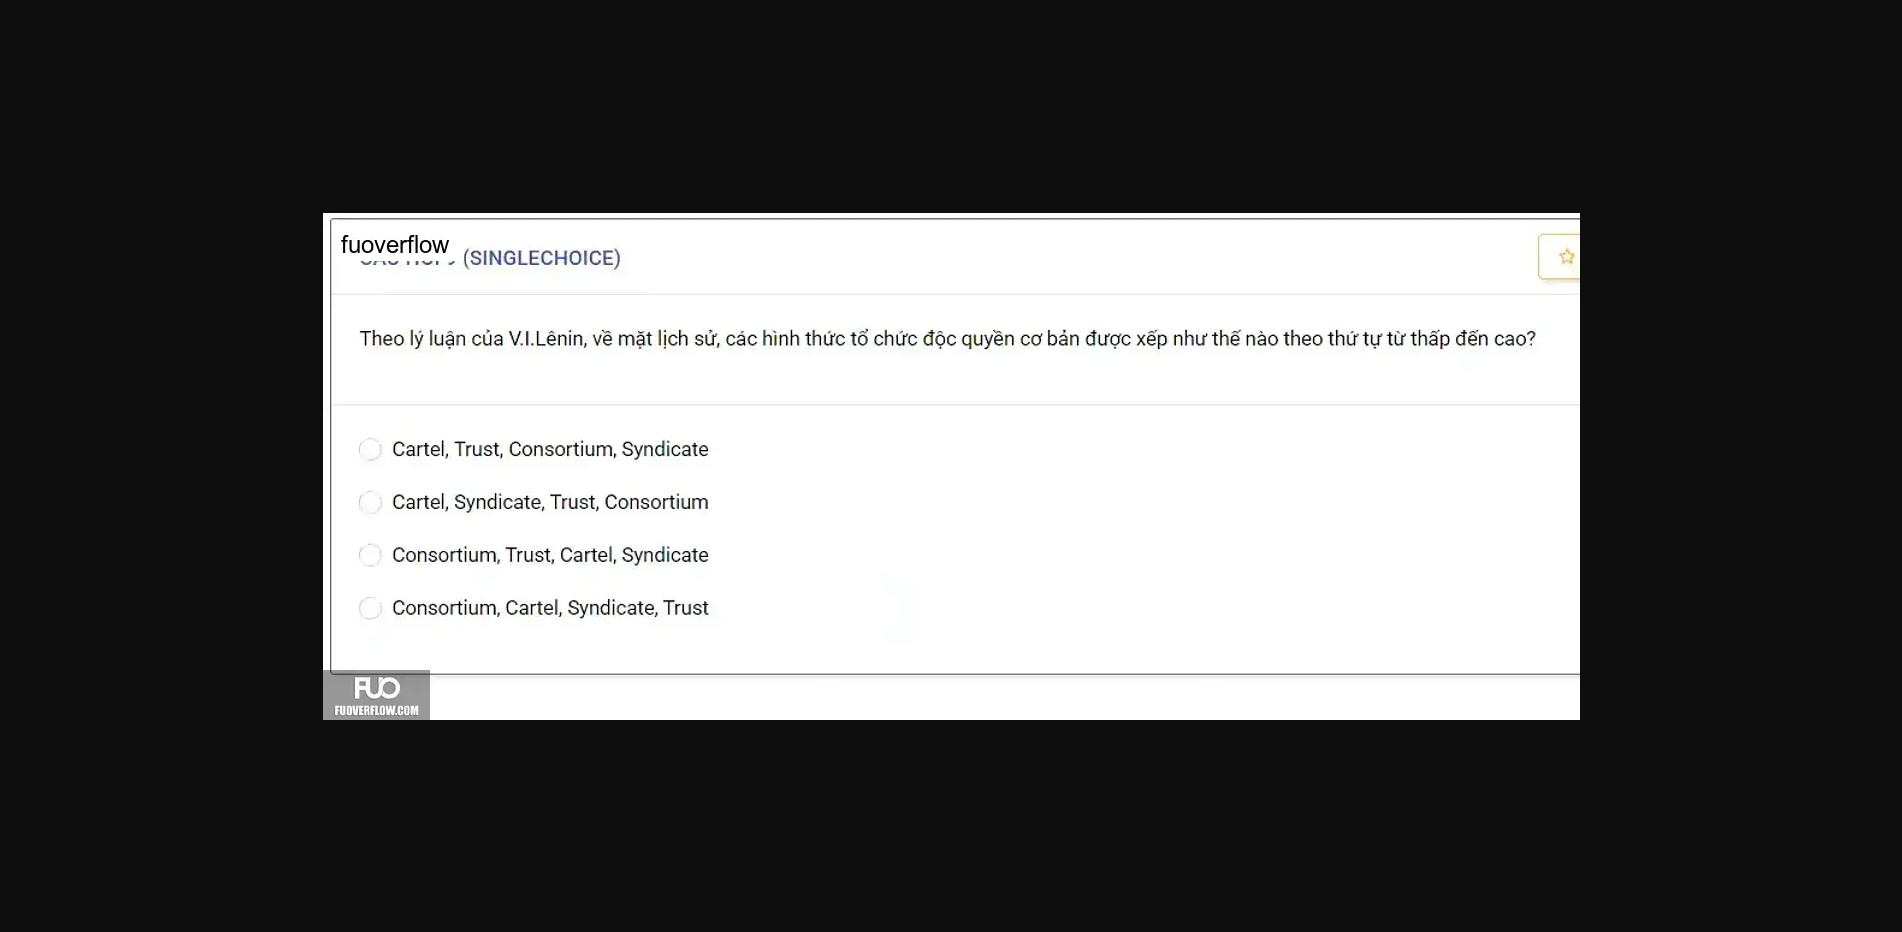 fuoverflow
(SINGLECHOICE)
Theo lý luận của V.I.Lênin, về mặt lịch sử, các hình thức tổ chức độc quyền cơ bản được xếp như thế nào theo thứ tự từ thấp đến cao?
Cartel, Trust, Consortium, Syndicate
Cartel, Syndicate, Trust, Consortium
Consortium, Trust, Cartel, Syndicate
Consortium, Cartel, Syndicate, Trust
FUO
FUOVERFLOW.COM